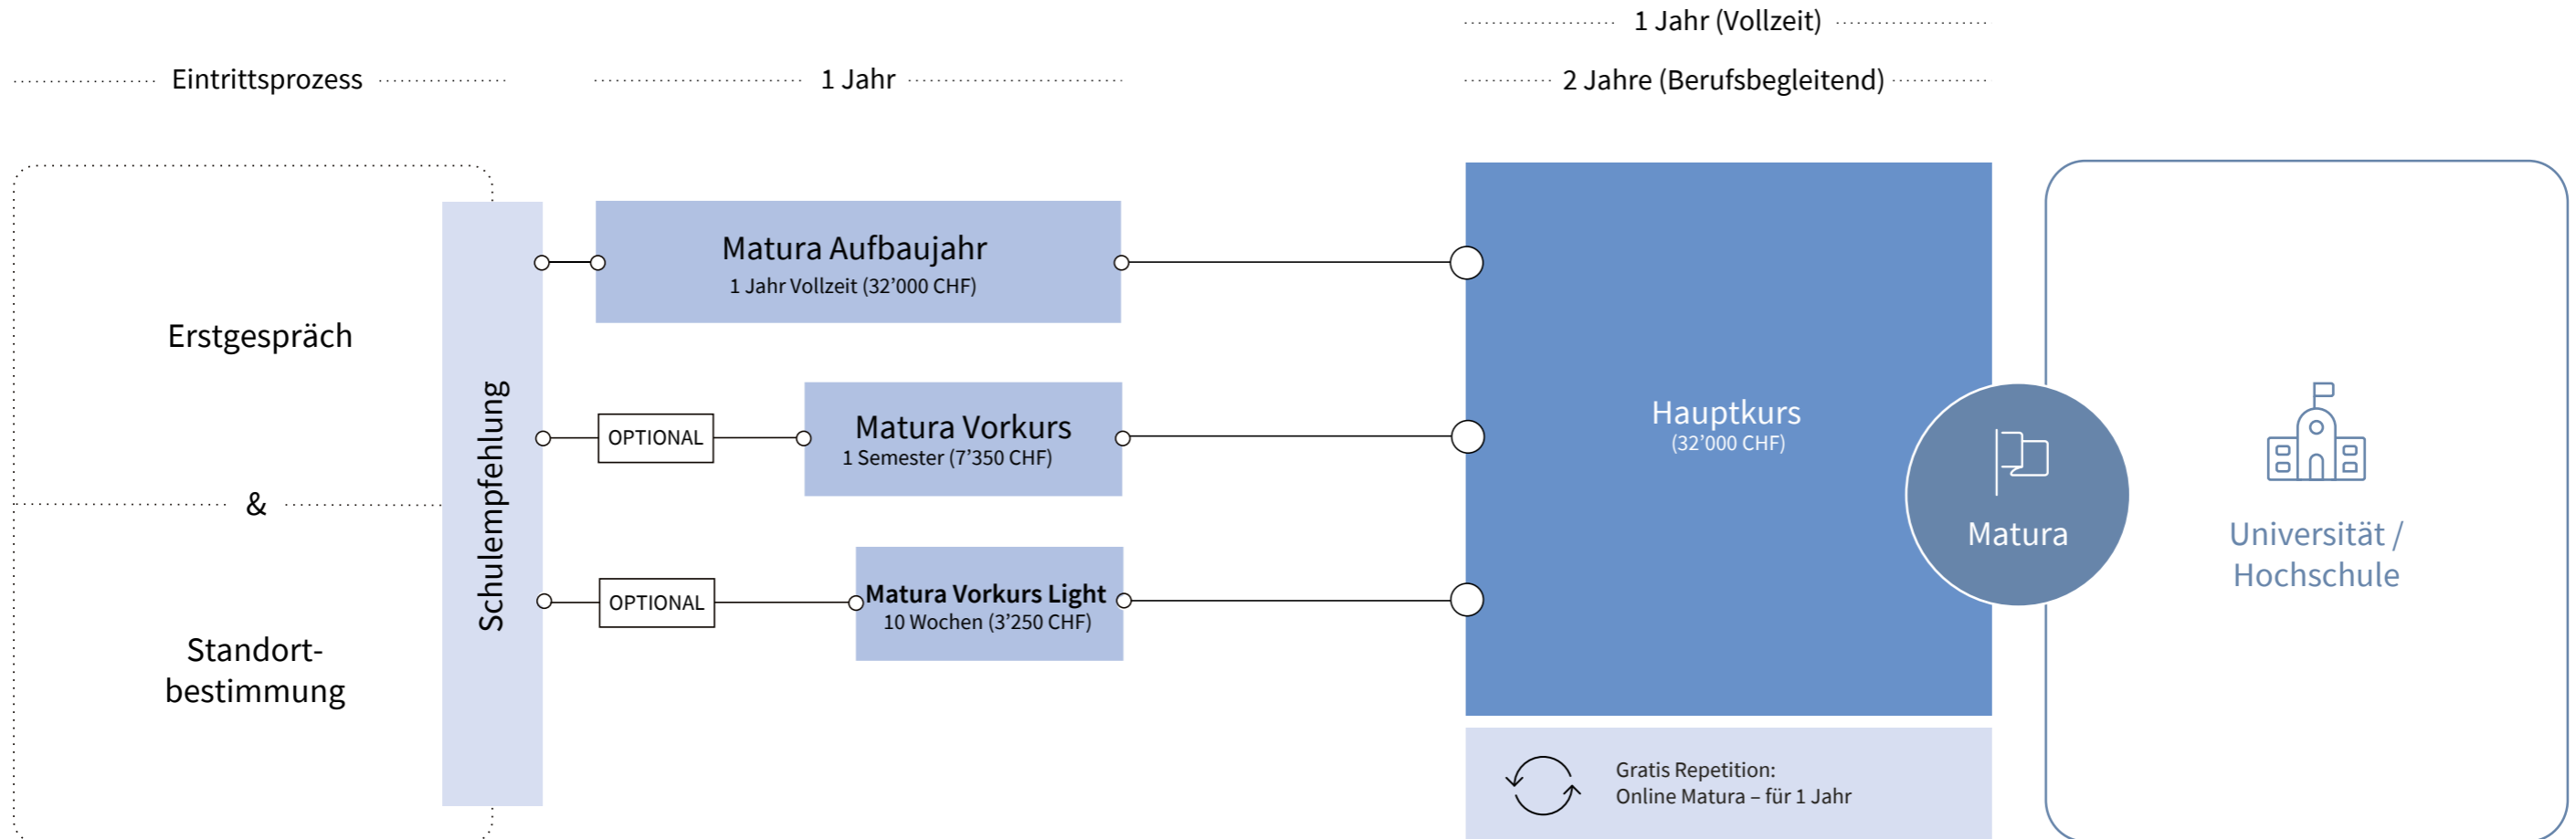 1 Jahr (Vollzeit)
Eintrittsprozess
1 Jahr
2 Jahre (Berufsbegleitend)
Erstgespräch
&
Standort-
bestimmung
Schulempfehlung
Matura Aufbaujahr
1 Jahr Vollzeit (32’000 CHF)
OPTIONAL
Matura Vorkurs
1 Semester (7’350 CHF)
OPTIONAL
Matura Vorkurs Light
10 Wochen (3’250 CHF)
Hauptkurs
(32’000 CHF)
Matura
Universität /
Hochschule
Gratis Repetition:
Online Matura – für 1 Jahr